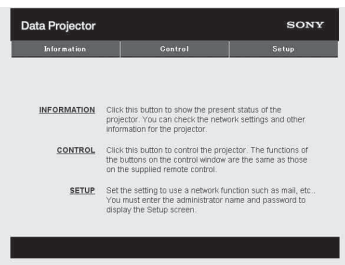 Data Projector SONY
Information Control Setup
INFORMATION Click this button to show the present status of the
projector. You can check the network settings and other
information for the projector.
CONTROL Click this button to control the projector. The functions of
the buttons on the control window are the same as those
on the supplied remote control.
SETUP Set the setting to use a network function such as mail, etc..
You must enter the administrator name and password to
display the Setup screen.